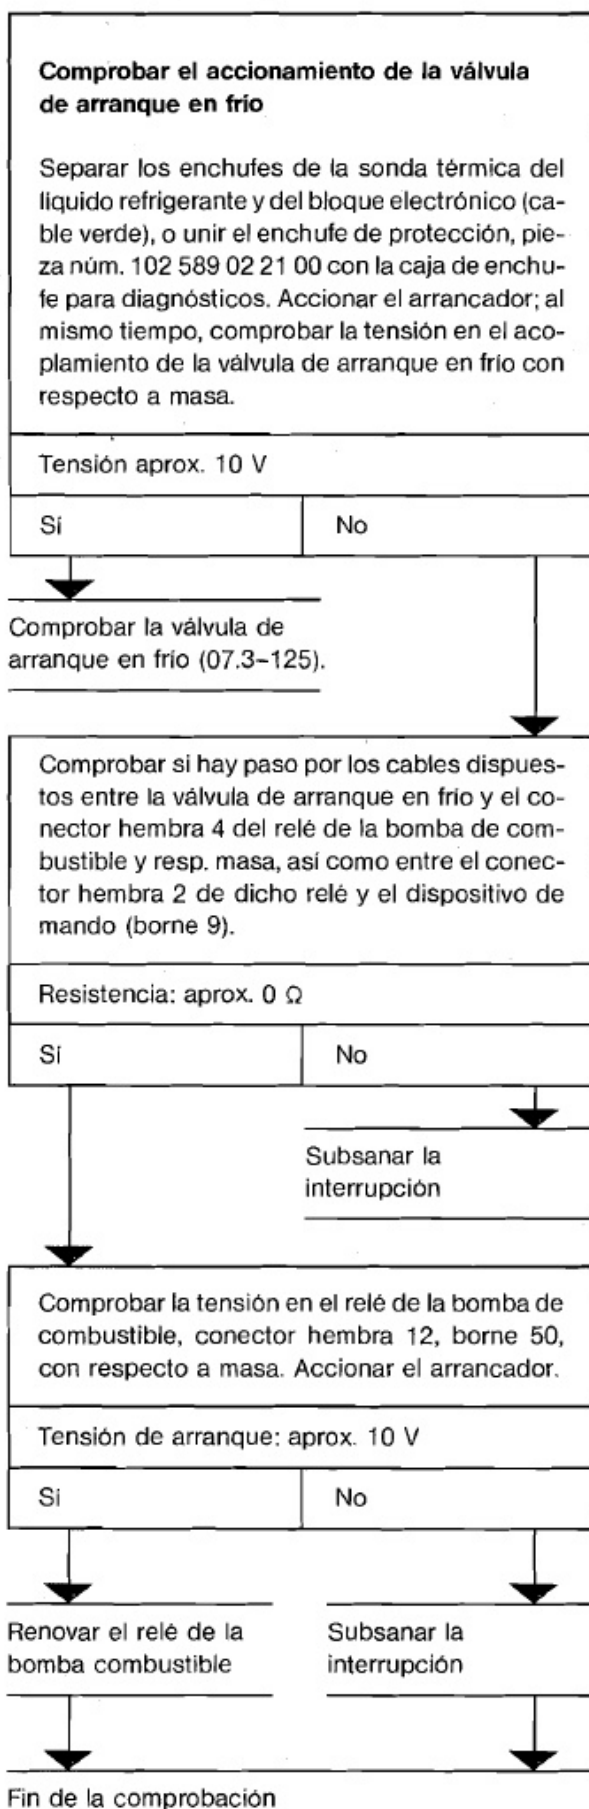 Comprobar el accionamiento de la válvula
de arranque en frío
Separar los enchufes de la sonda térmica del
líquido refrigerante y del bloque electrónico (ca-
ble verde), o unir el enchufe de protección, pie-
za núm. 102 589 02 21 00 con la caja de enchu-
fe para diagnósticos. Accionar el arrancador; al
mismo tiempo, comprobar la tensión en el aco-
plamiento de la válvula de arranque en frío con
respecto a masa.
Tensión aprox. 10 V
Sí
No
Comprobar la válvula de
arranque en frío (07.3–125).
Comprobar si hay paso por los cables dispues-
tos entre la válvula de arranque en frío y el co-
nector hembra 4 del relé de la bomba de com-
bustible y resp. masa, así como entre el conec-
tor hembra 2 de dicho relé y el dispositivo de
mando (borne 9).
Resistencia: aprox. 0 Ω
Sí
No
Subsanar la
interrupción
Comprobar la tensión en el relé de la bomba de
combustible, conector hembra 12, borne 50,
con respecto a masa. Accionar el arrancador.
Tensión de arranque: aprox. 10 V
Si
No
Renovar el relé de la
bomba combustible
Subsanar la
interrupción
Fin de la comprobación